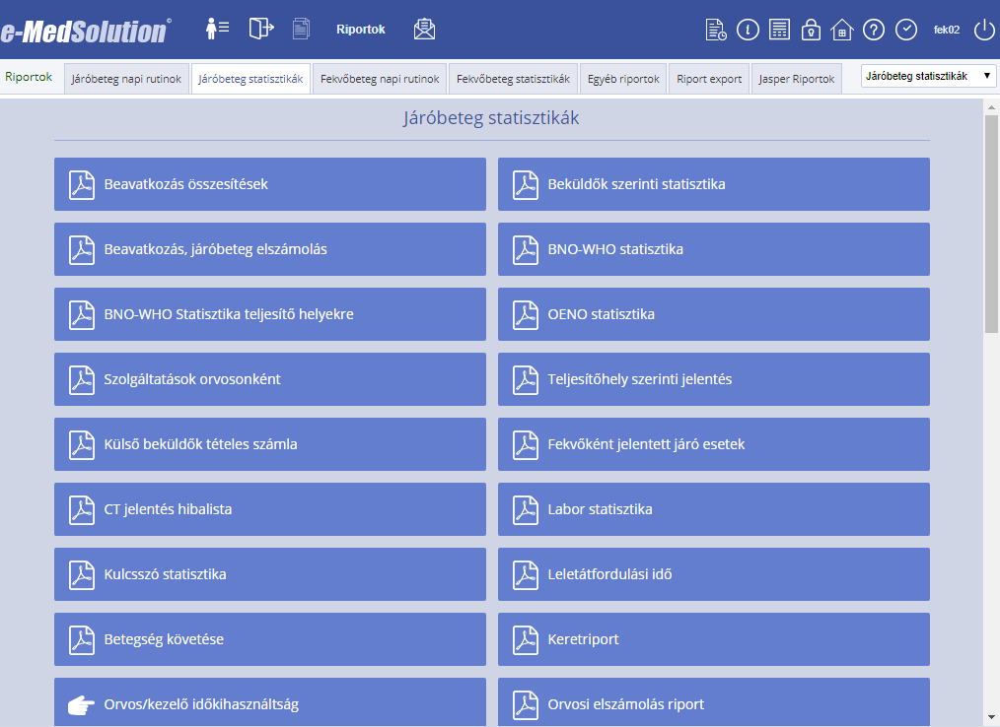 e-MedSolution®
Riportok
fek02
Riportok
Járóbeteg napi rutinok
Járóbeteg statisztikák
Fekvőbeteg napi rutinok
Fekvőbeteg statisztikák
Egyéb riportok
Riport export
Jasper Riportok
Járóbeteg statisztikák
Járóbeteg statisztikák
Beavatkozás összesítések
Beküldők szerinti statisztika
Beavatkozás, járóbeteg elszámolás
BNO-WHO statisztika
BNO-WHO Statisztika teljesítő helyekre
OENO statisztika
Szolgáltatások orvosonként
Teljesítőhely szerinti jelentés
Külső beküldők tételes számla
Fekvőként jelentett járó esetek
CT jelentés hibalista
Labor statisztika
Kulcsszó statisztika
Leletátfordulási idő
Betegség követése
Keretriport
Orvos/kezelő időkihasználtság
Orvosi elszámolás riport